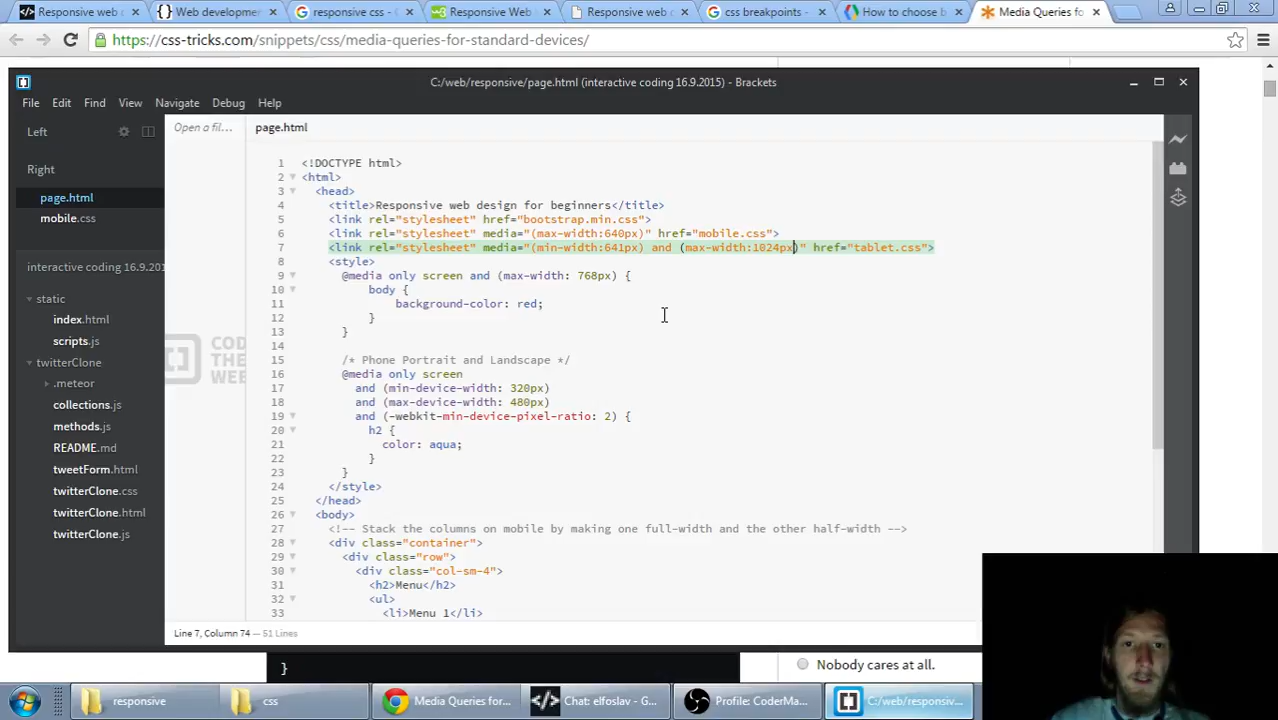 Responsive web d
Web developmen
responsive css - G
Responsive Web
Responsive web d
css breakpoints -
How to choose b
Media Queries fo
https://css-tricks.com/snippets/css/media-queries-for-standard-devices/
C:/web/responsive/page.html (interactive coding 16.9.2015) - Brackets
File Edit Find View Navigate Debug Help
Left
Right
page.html
mobile.css
interactive coding 16.9.201
static
index.html
scripts.js
twitterClone
.meteor
collections.js
methods.js
README.md
tweetForm.html
twitterClone.css
twitterClone.html
twitterClone.js
Open a fil...
CODE
THE
WEB
page.html
1 <!DOCTYPE html>
2 <html>
3 <head>
4 <title>Responsive web design for beginners</title>
5 <link rel="stylesheet" href="bootstrap.min.css">
6 <link rel="stylesheet" media="(max-width:640px)" href="mobile.css">
7 <link rel="stylesheet" media="(min-width:641px) and (max-width:1024px)" href="tablet.css">
8 <style>
9 @media only screen and (max-width: 768px) {
10 body {
11 background-color: red;
12 }
13 }
14
15 /* Phone Portrait and Landscape */
16 @media only screen
17 and (min-device-width: 320px)
18 and (max-device-width: 480px)
19 and (-webkit-min-device-pixel-ratio: 2) {
20 h2 {
21 color: aqua;
22 }
23 }
24 </style>
25 </head>
26 <body>
27 <!-- Stack the columns on mobile by making one full-width and the other half-width -->
28 <div class="container">
29 <div class="row">
30 <div class="col-sm-4">
31 <h2>Menu</h2>
32 <ul>
33 <li>Menu 1</li>
Line 7, Column 74 — 51 Lines
}
Nobody cares at all.
responsive
css
Media Queries for...
Chat: elfoslav - G...
Profile: CoderMa...
C:/web/responsiv...